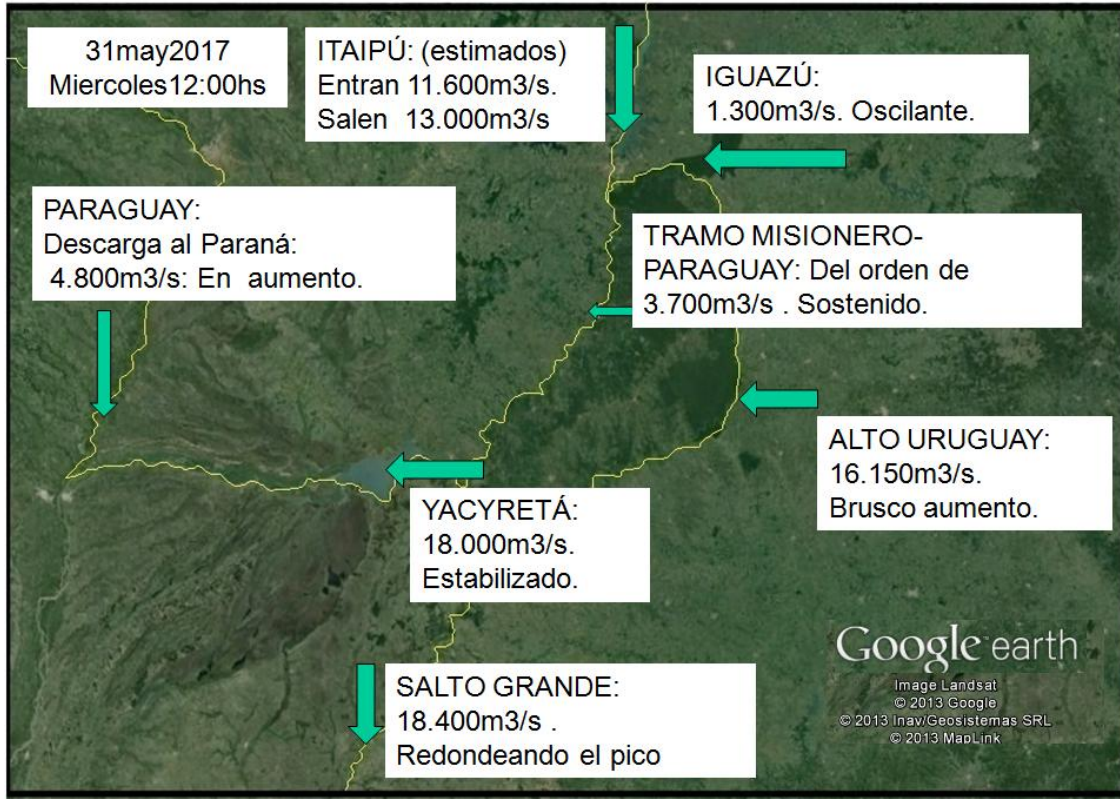 31may2017
Miercoles12:00hs
ITAIPÚ: (estimados)
Entran 11.600m3/s.
Salen 13.000m3/s
IGUAZÚ:
1.300m3/s. Oscilante.
PARAGUAY:
Descarga al Paraná:
4.800m3/s: En aumento.
TRAMO MISIONERO-
PARAGUAY: Del orden de
3.700m3/s . Sostenido.
ALTO URUGUAY:
16.150m3/s.
Brusco aumento.
YACYRETÁ:
18.000m3/s.
Estabilizado.
SALTO GRANDE:
18.400m3/s .
Redondeando el pico
Google earth
Image Landsat
© 2013 Google
© 2013 Inav/Geosistemas SRL
© 2013 MapLink